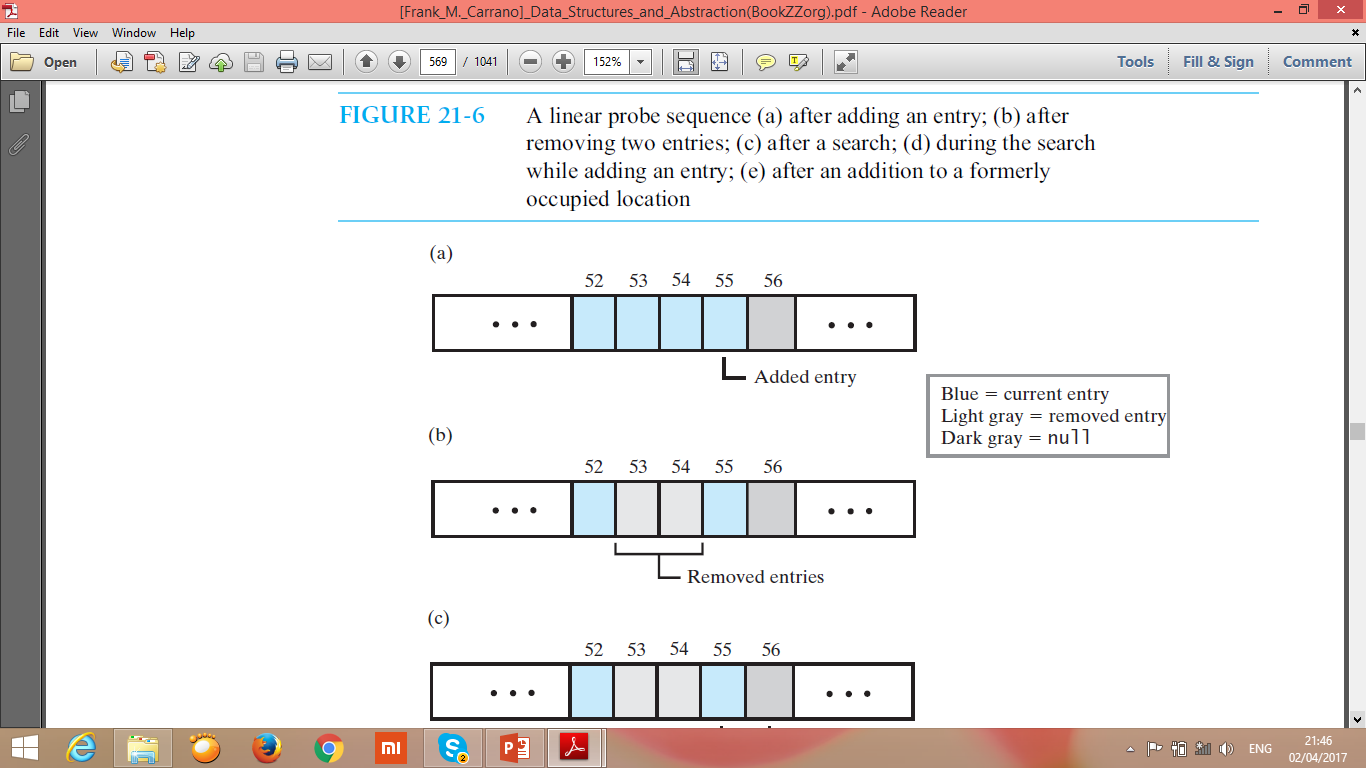 [Frank_M._Carrano]_Data_Structures_and_Abstraction(BookZZorg).pdf - Adobe Reader
File Edit View Window Help
Open 569 / 1041 152% Tools Fill & Sign Comment
FIGURE 21-6 A linear probe sequence (a) after adding an entry; (b) after
removing two entries; (c) after a search; (d) during the search
while adding an entry; (e) after an addition to a formerly
occupied location
(a)
52 53 54 55 56
• • • • • •
Added entry
Blue = current entry
Light gray = removed entry
Dark gray = null
(b)
52 53 54 55 56
• • • • • •
Removed entries
(c)
52 53 54 55 56
• • • • • •
ENG 21:46
02/04/2017